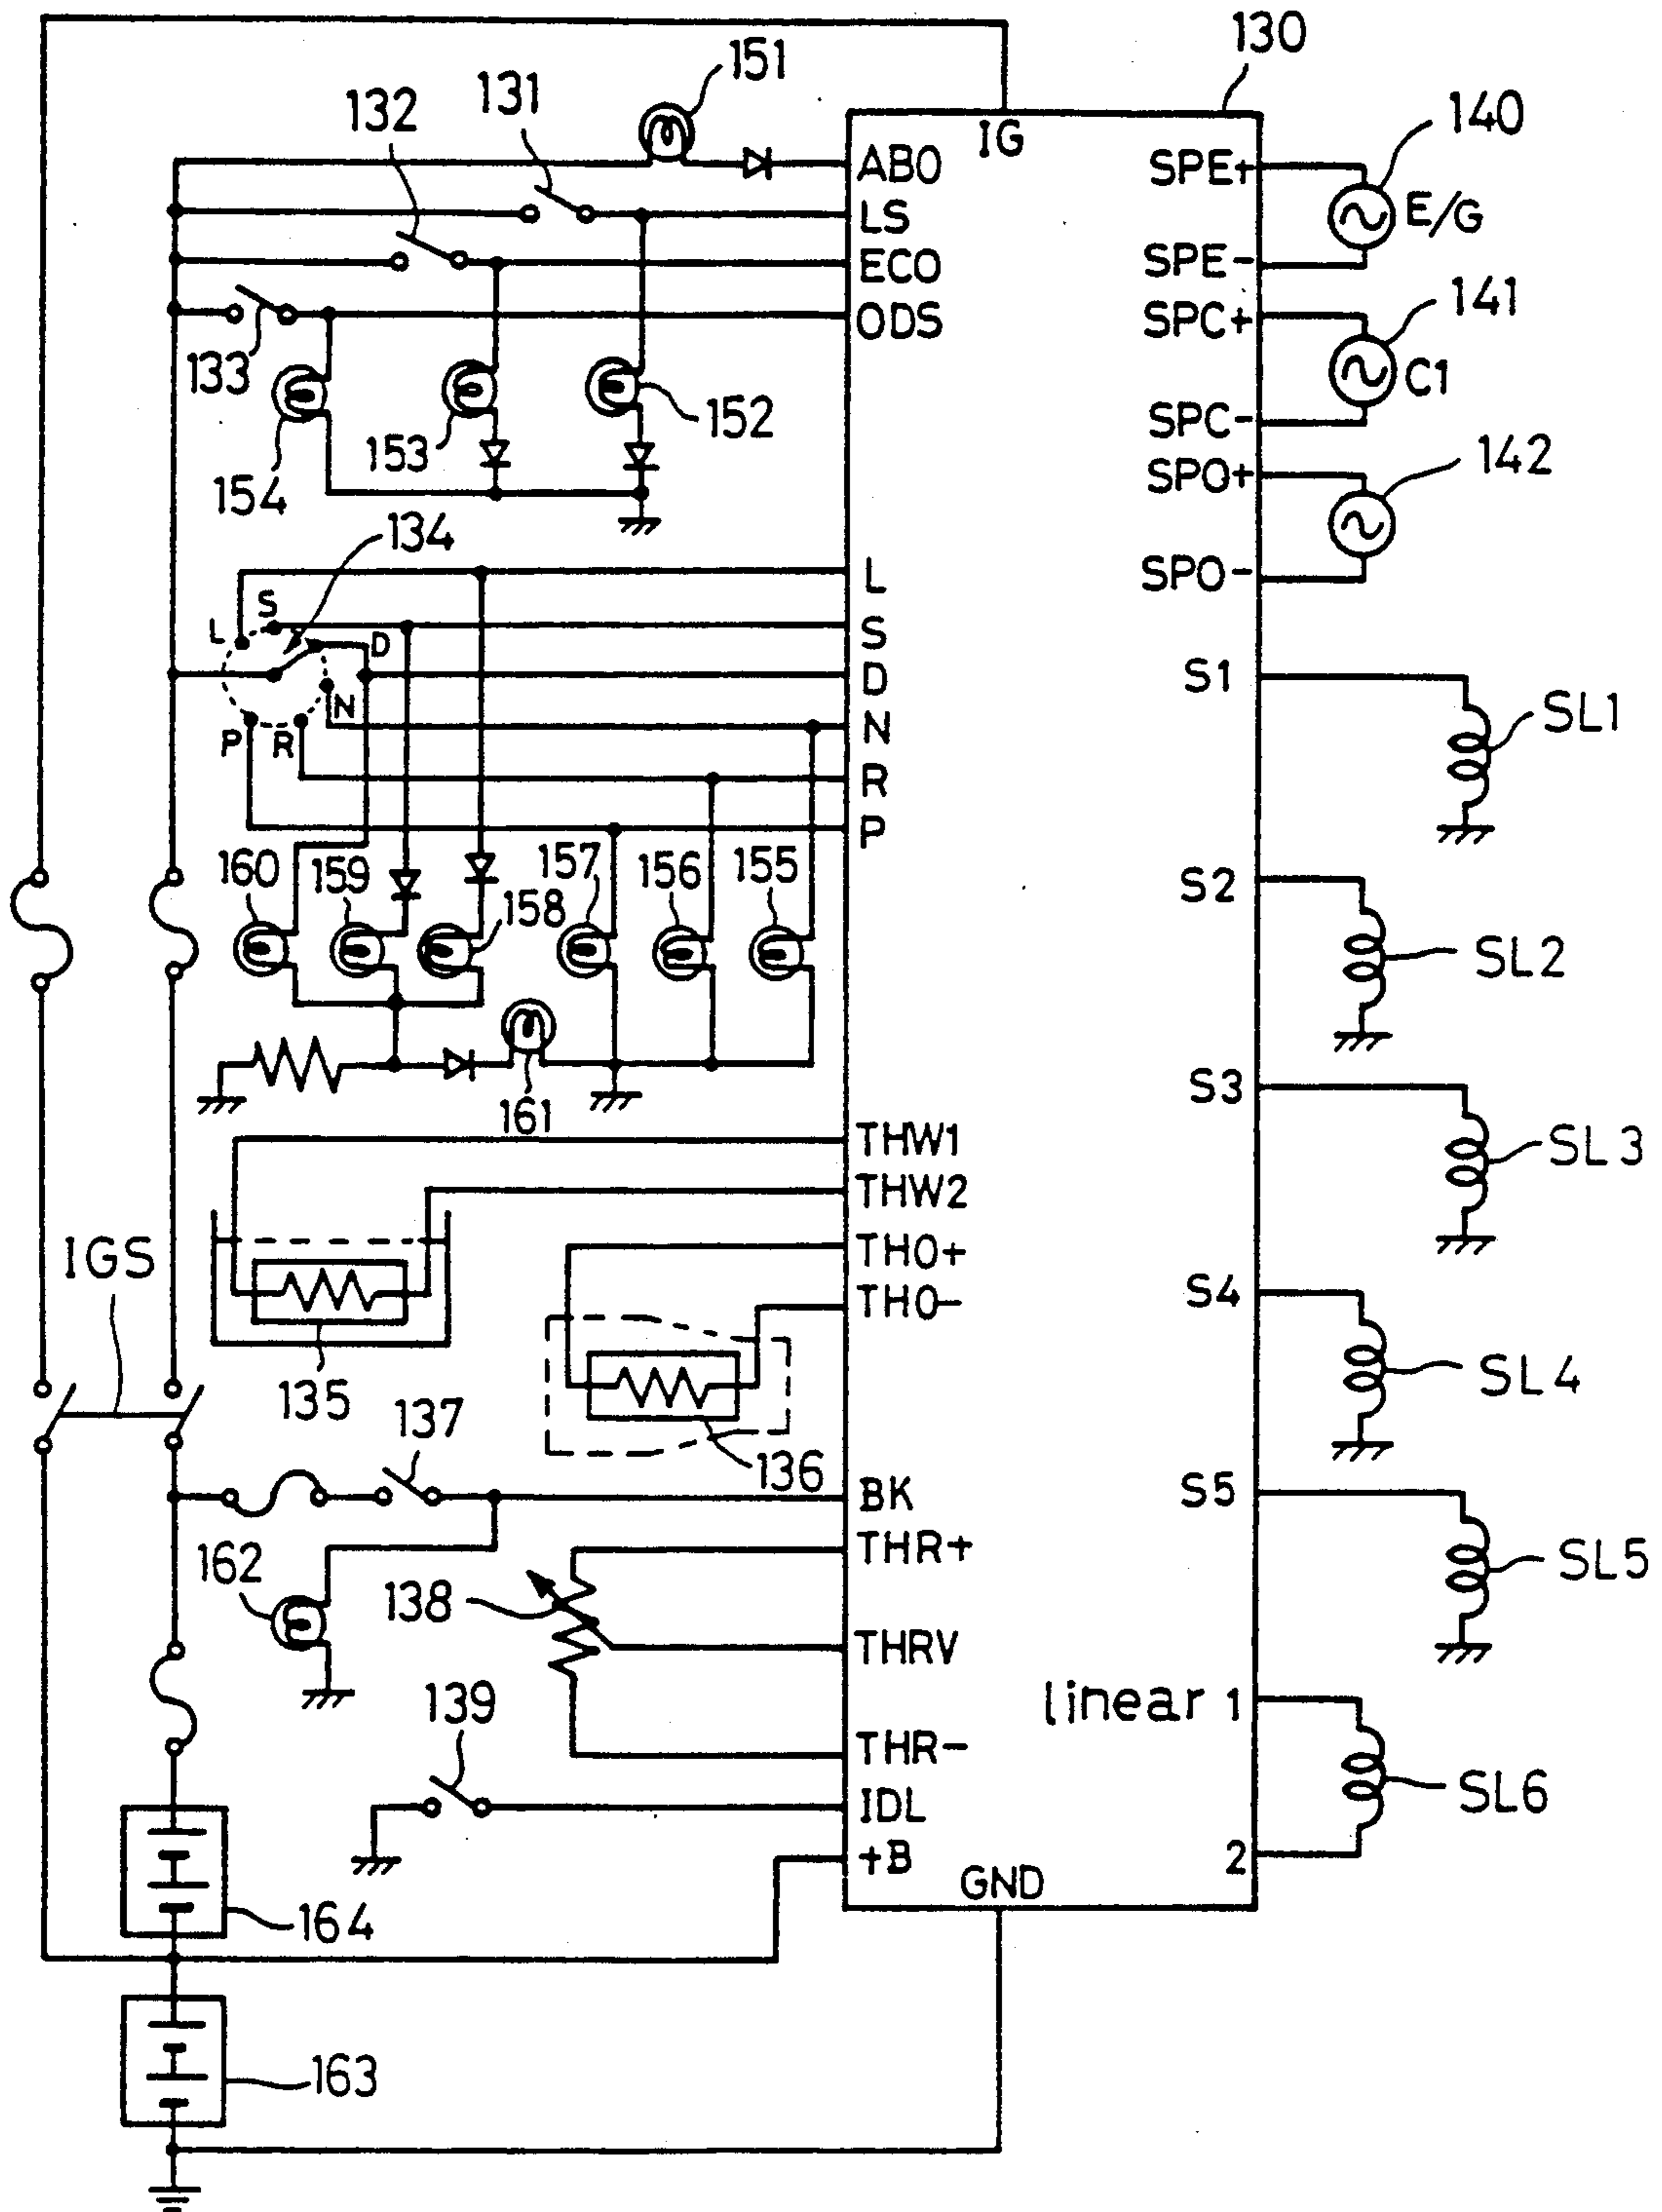 130
151
132
131
140
IG
ABO
SPE+
E/G
LS
ECO
SPE-
141
ODS
SPC+
133
C1
152
SPC-
153
142
154
SPO+
134
SPO-
L
S
S
L
D
D
S1
SL1
N
N
P
R
R
P
160
159
157
156
155
S2
158
SL2
161
S3
THW1
SL3
THW2
IGS
THO+
S4
THO-
SL4
135
137
136
S5
BK
THR+
162
138
SL5
THRV
139
linear 1
THR-
SL6
IDL
+B
2
GND
164
163